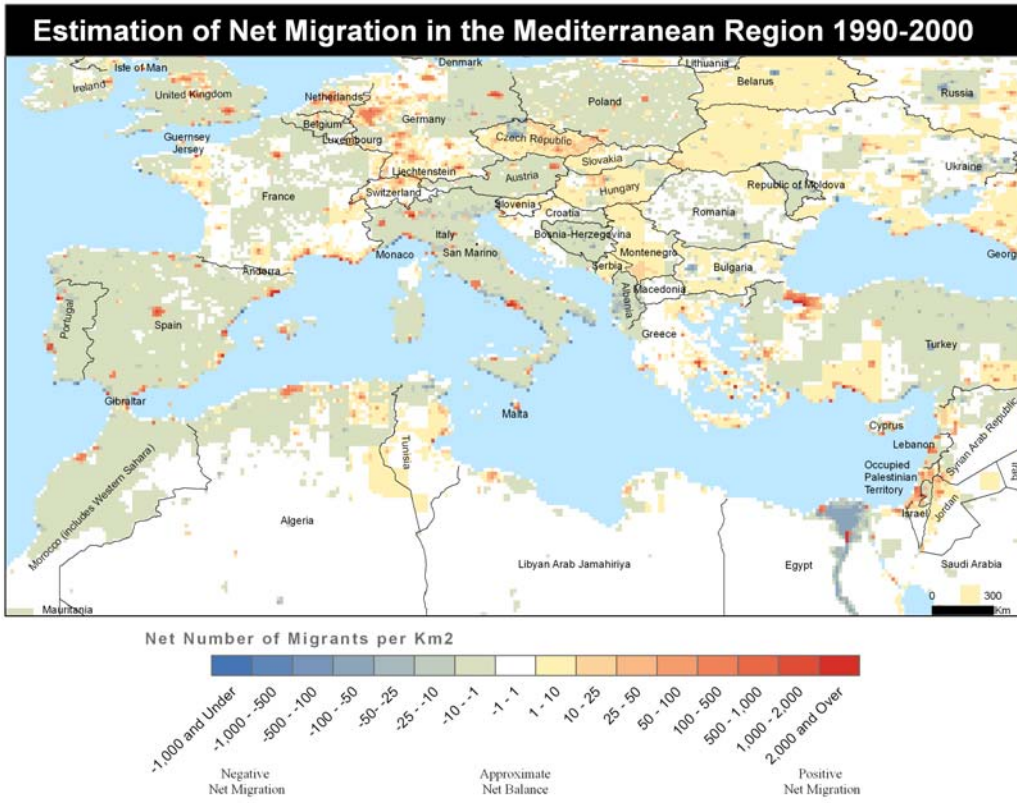 Estimation of Net Migration in the Mediterranean Region 1990-2000
Isle of Man
Denmark
Lithuania
Ireland
United Kingdom
Netherlands
Belarus
Russia
Poland
Belgium
Germany
Guernsey
Jersey
Luxembourg
Czech Republic
Slovakia
Ukraine
Liechtenstein
Austria
Hungary
Republic of Moldova
France
Switzerland
Slovenia
Croatia
Romania
Bosnia-Herzegovina
Italy
Monaco
San Marino
Montenegro
Georg
Andorra
Serbia
Bulgaria
Macedonia
Albania
Portugal
Spain
Greece
Turkey
Gibraltar
Malta
Cyprus
Lebanon
Syrian Arab Republic
Tunisia
Occupied
Palestinian
Territory
Israel
Jordan
Morocco (includes Western Sahara)
Algeria
Libyan Arab Jamahiriya
Egypt
Saudi Arabia
Mauritania
0 300
Km
Net Number of Migrants per Km2
-1,000 and Under
-1,000 - -500
-500 - -100
-100 - -50
-50- -25
-25 - -10
-10 - -1
-1 - 1
1 - 10
10 - 25
25 - 50
50 - 100
100 - 500
500 - 1,000
1,000 - 2,000
2,000 and Over
Negative
Net Migration
Approximate
Net Balance
Positive
Net Migration